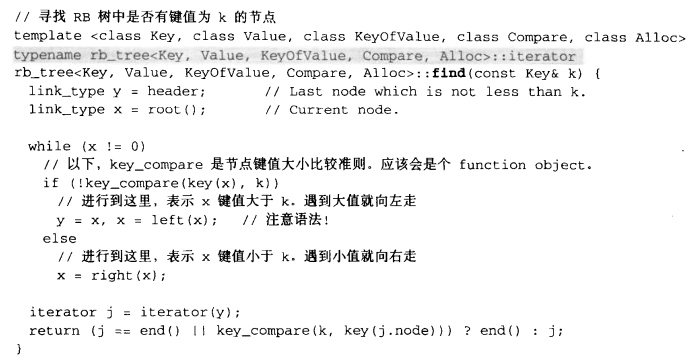 // 寻找 RB 树中是否有键值为 k 的节点
template <class Key, class Value, class KeyOfValue, class Compare, class Alloc>
typename rb_tree<Key, Value, KeyOfValue, Compare, Alloc>::iterator
rb_tree<Key, Value, KeyOfValue, Compare, Alloc>::find(const Key& k) {
  link_type y = header;        // Last node which is not less than k.
  link_type x = root();        // Current node.

  while (x != 0)
    // 以下，key_compare 是节点键值大小比较准则。应该会是个 function object。
    if (!key_compare(key(x), k))
      // 进行到这里，表示 x 键值大于 k。遇到大值就向左走
      y = x, x = left(x);   // 注意语法！
    else
      // 进行到这里，表示 x 键值小于 k。遇到小值就向右走
      x = right(x);

  iterator j = iterator(y);
  return (j == end() || key_compare(k, key(j.node))) ? end() : j;
}